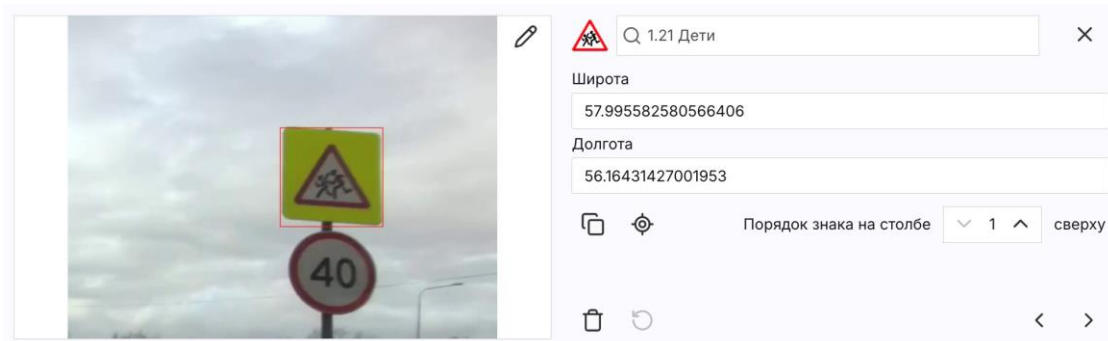 1.21 Дети
Широта
57.995582580566406
Долгота
56.16431427001953
40
Порядок знака на столбе 1 сверху